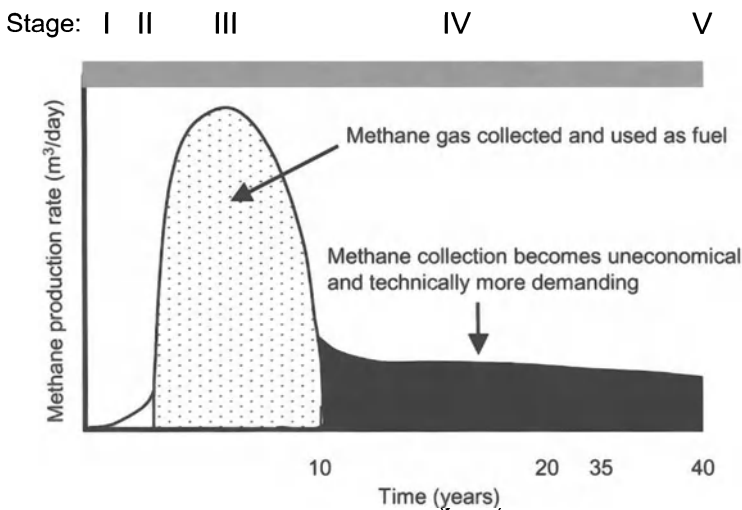 Stage: I II III IV V
Methane production rate (m³/day)
Methane gas collected and used as fuel
Methane collection becomes uneconomical
and technically more demanding
10 20 35 40
Time (years)